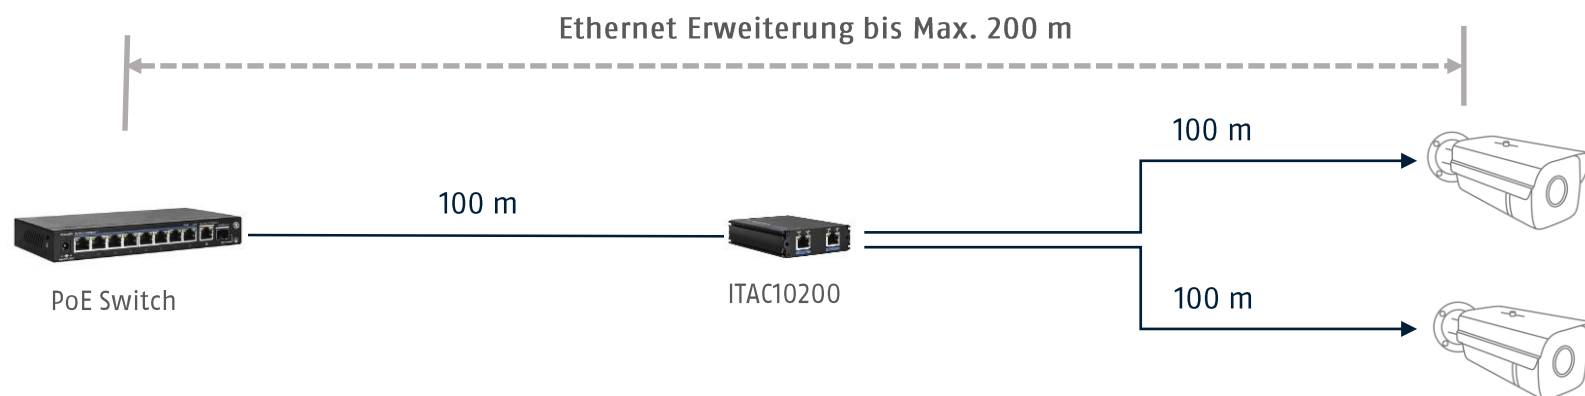 Ethernet Erweiterung bis Max. 200 m
100 m
100 m
PoE Switch
ITAC10200
100 m